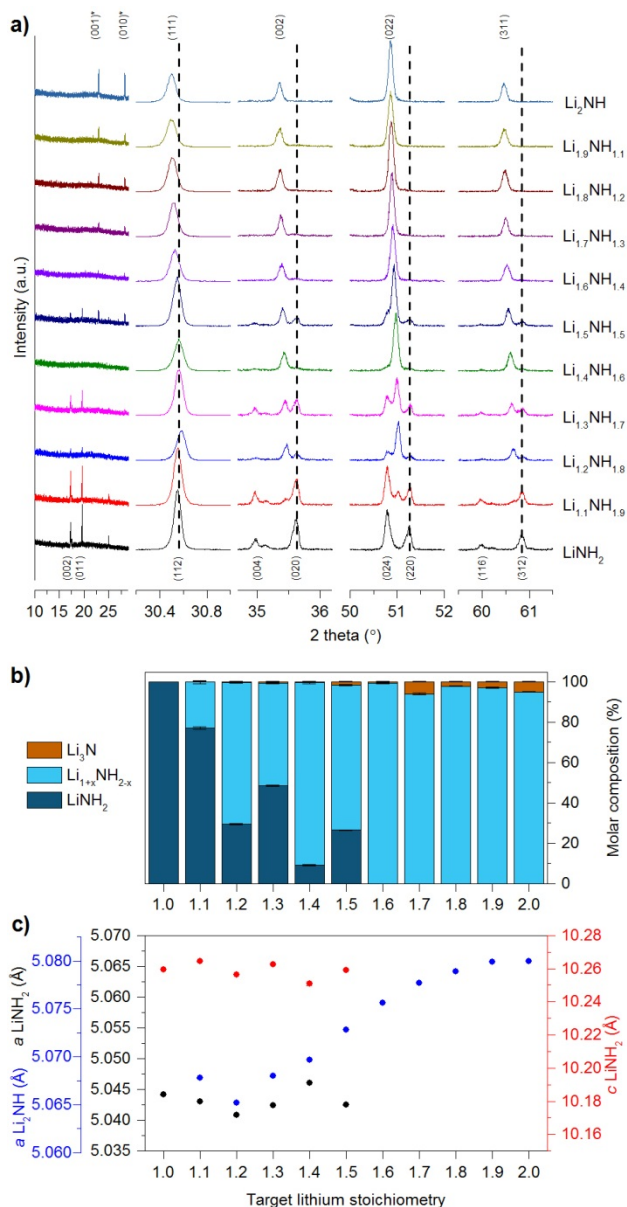 a)
(001)*
(010)*
(111)
(002)
(022)
(311)
Li2NH
Li1.9NH1.1
Li1.8NH1.2
Li1.7NH1.3
Li1.6NH1.4
Li1.5NH1.5
Li1.4NH1.6
Li1.3NH1.7
Li1.2NH1.8
Li1.1NH1.9
LiNH2
Intensity (a.u.)
(002)
(011)
(112)
(004)
(020)
(024)
(220)
(116)
(312)
10 15 20 25 30.4 30.8 35 36 50 51 52 60 61
2 theta (°)
b)
Li3N
Li1+xNH2-x
LiNH2
100
80
60
40
20
0
Molar composition (%)
1.0 1.1 1.2 1.3 1.4 1.5 1.6 1.7 1.8 1.9 2.0
c)
a Li2NH (Å)
5.080
5.075
5.070
5.065
5.060
a LiNH2 (Å)
5.070
5.065
5.060
5.055
5.050
5.045
5.040
5.035
10.28
10.26
10.24
10.22
10.20
10.18
10.16
c LiNH2 (Å)
1.0 1.1 1.2 1.3 1.4 1.5 1.6 1.7 1.8 1.9 2.0
Target lithium stoichiometry